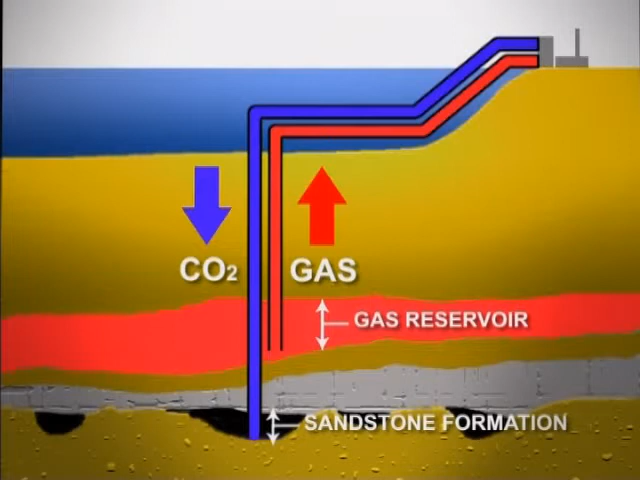 CO₂ GAS
GAS RESERVOIR
SANDSTONE FORMATION